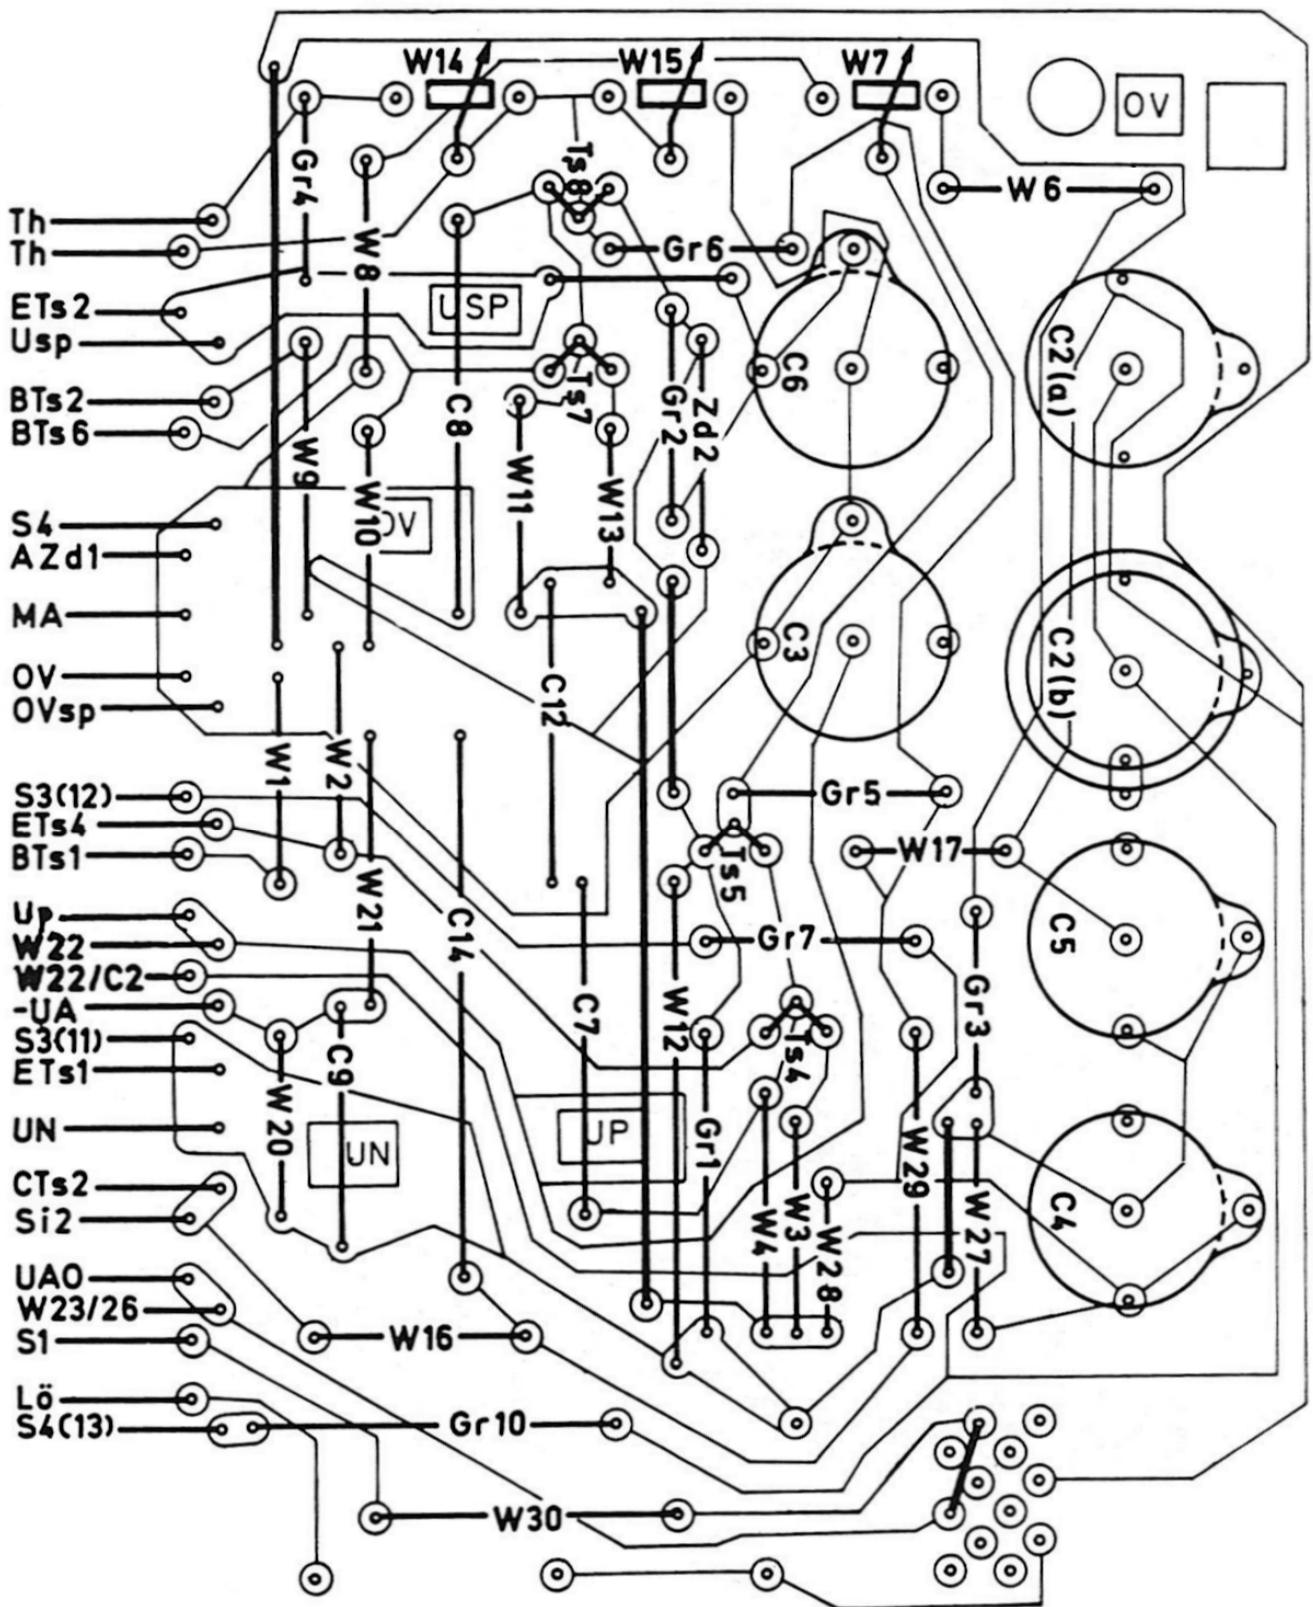 W14
W15
W7
OV
Gr4
Ts8
W6
Th
Th
W8
Gr6
ETs2
Usp
USP
BTs2
BTs6
C8
Ts7
Gr2
Zd2
C6
C2(a)
W9
W10
OV
W11
W13
S4
AZd1
MA
OV
OVsp
C12
C3
C2(b)
W1
W2
S3(12)
ETs4
BTs1
Gr5
Ts5
W17
Up
W22
W22/C2
-UA
S3(11)
ETs1
UN
W21
C14
Gr7
C5
C7
W12
Gr3
C9
W20
Ts4
UN
UP
Gr1
W29
CTs2
Si2
W4
W3
W28
W27
C4
UAO
W23/26
S1
W16
Lö
S4(13)
Gr10
W30